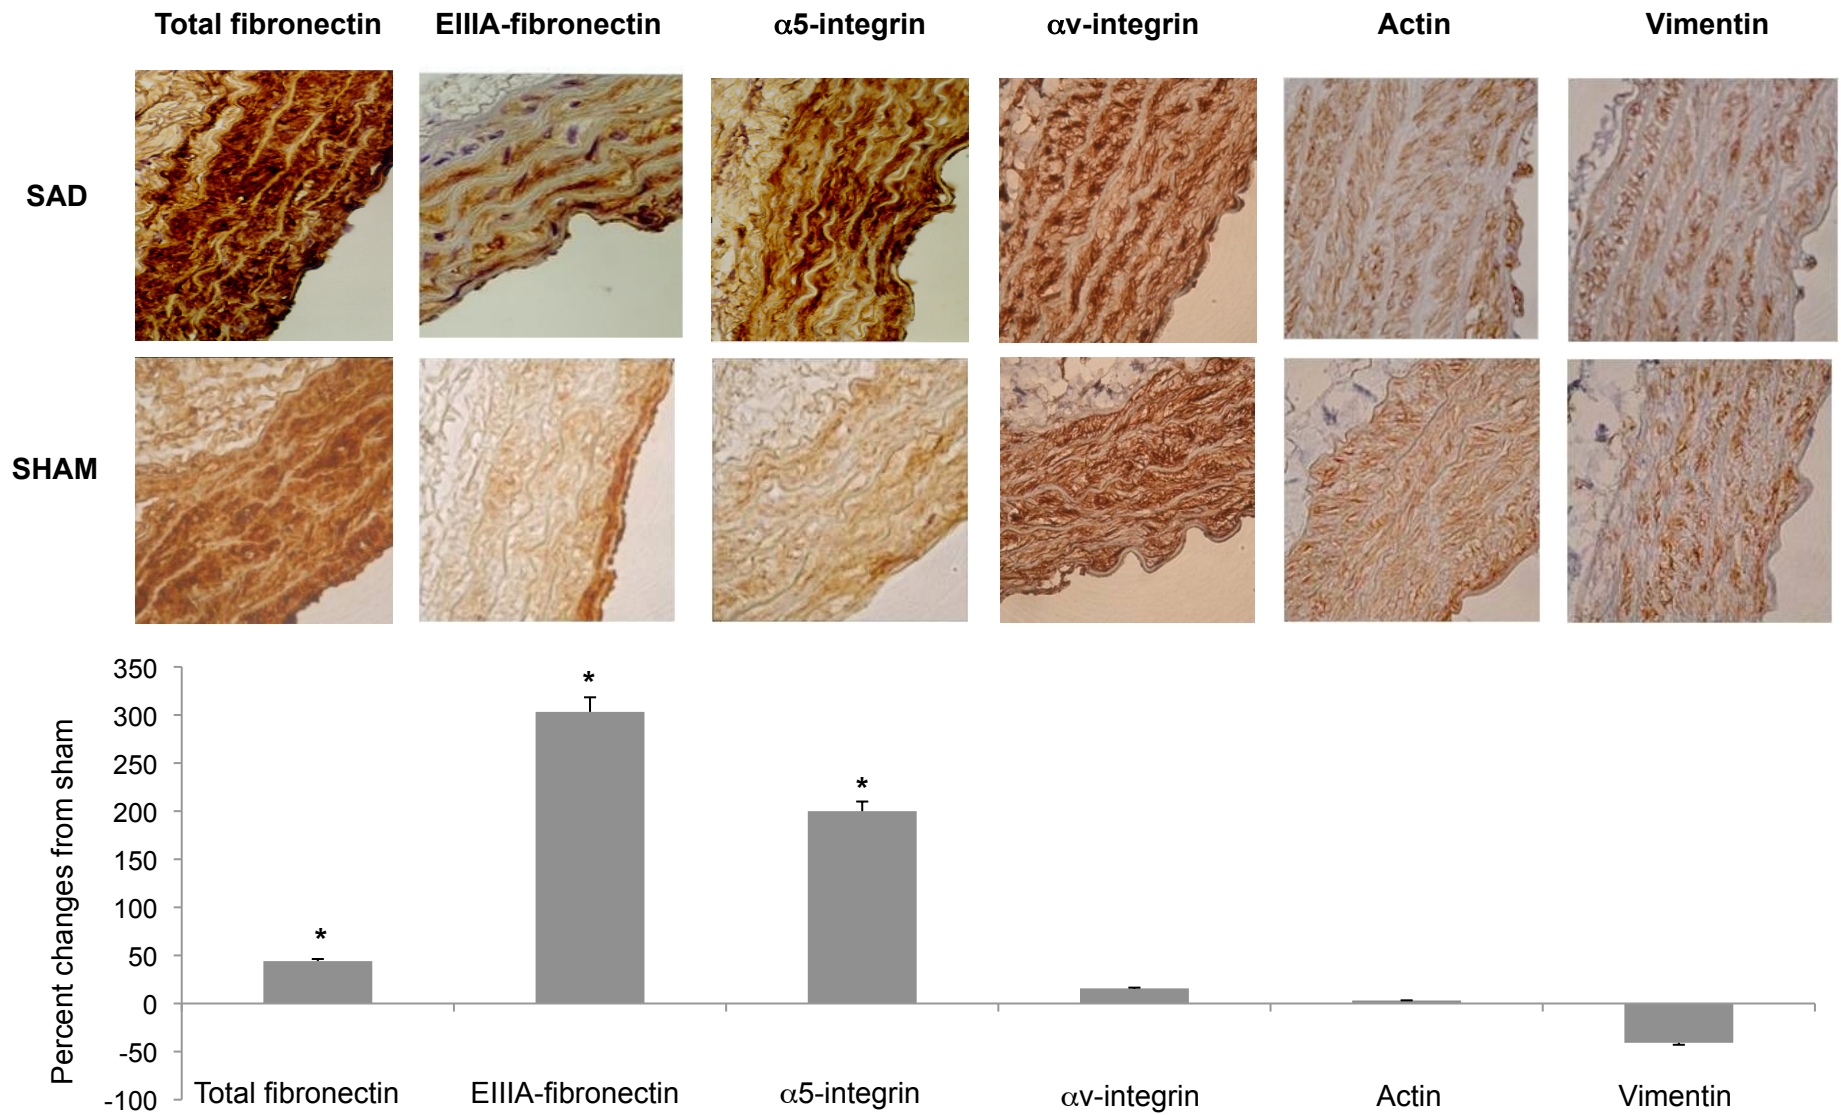 Total fibronectin EIIIA-fibronectin α5-integrin αv-integrin Actin Vimentin
SAD
SHAM
Percent changes from sham
350
300
250
200
150
100
50
0
-50
-100
*
*
*
Total fibronectin EIIIA-fibronectin α5-integrin αv-integrin Actin Vimentin